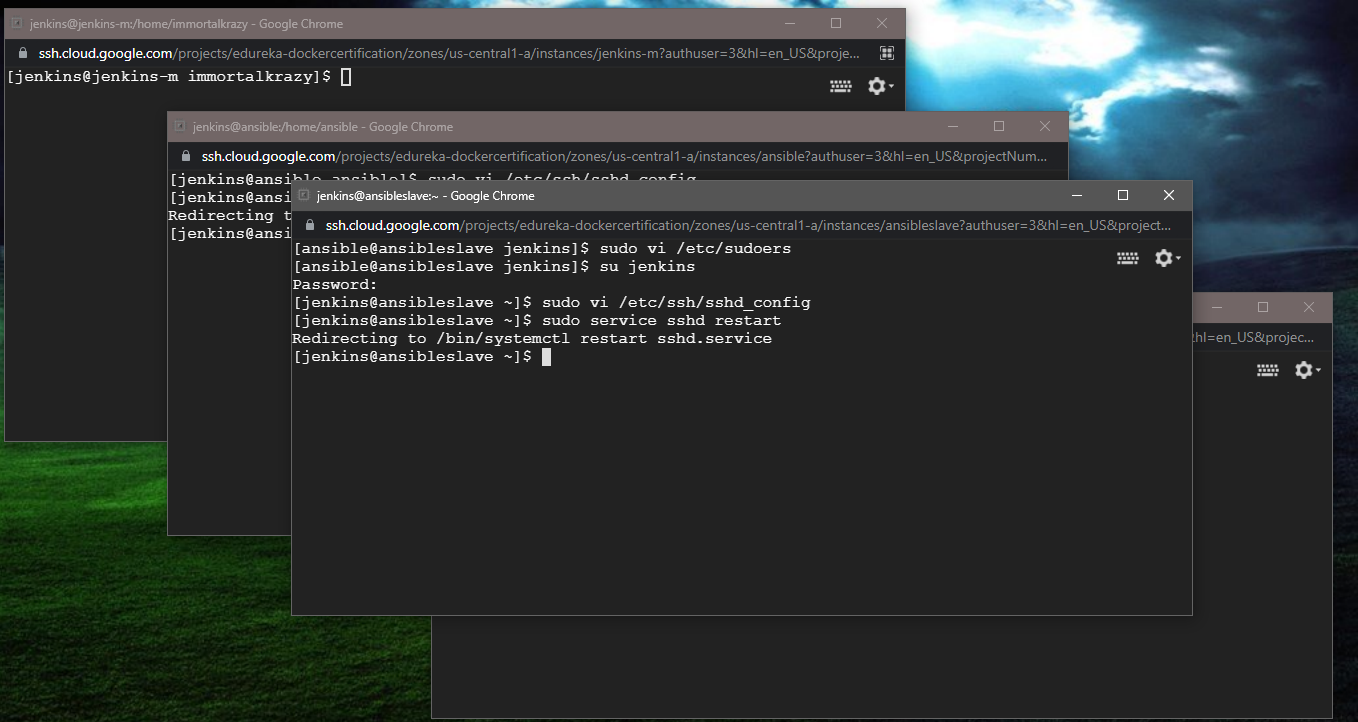 jenkins@jenkins-m:/home/immortalkrazy - Google Chrome
ssh.cloud.google.com/projects/edureka-dockercertification/zones/us-central1-a/instances/jenkins-m?authuser=3&hl=en_US&proje...
[jenkins@jenkins-m immortalkrazy]$
jenkins@ansible:/home/ansible - Google Chrome
ssh.cloud.google.com/projects/edureka-dockercertification/zones/us-central1-a/instances/ansible?authuser=3&hl=en_US&projectNum...
[jenkins@ansible ansible]$ sudo vi /etc/ssh/sshd_config
[jenkins@ansi
Redirecting t
[jenkins@ansi
jenkins@ansibleslave:~ - Google Chrome
ssh.cloud.google.com/projects/edureka-dockercertification/zones/us-central1-a/instances/ansibleslave?authuser=3&hl=en_US&project...
[ansible@ansibleslave jenkins]$ sudo vi /etc/sudoers
[ansible@ansibleslave jenkins]$ su jenkins
Password:
[jenkins@ansibleslave ~]$ sudo vi /etc/ssh/sshd_config
[jenkins@ansibleslave ~]$ sudo service sshd restart
Redirecting to /bin/systemctl restart sshd.service
[jenkins@ansibleslave ~]$
hl=en_US&projec...